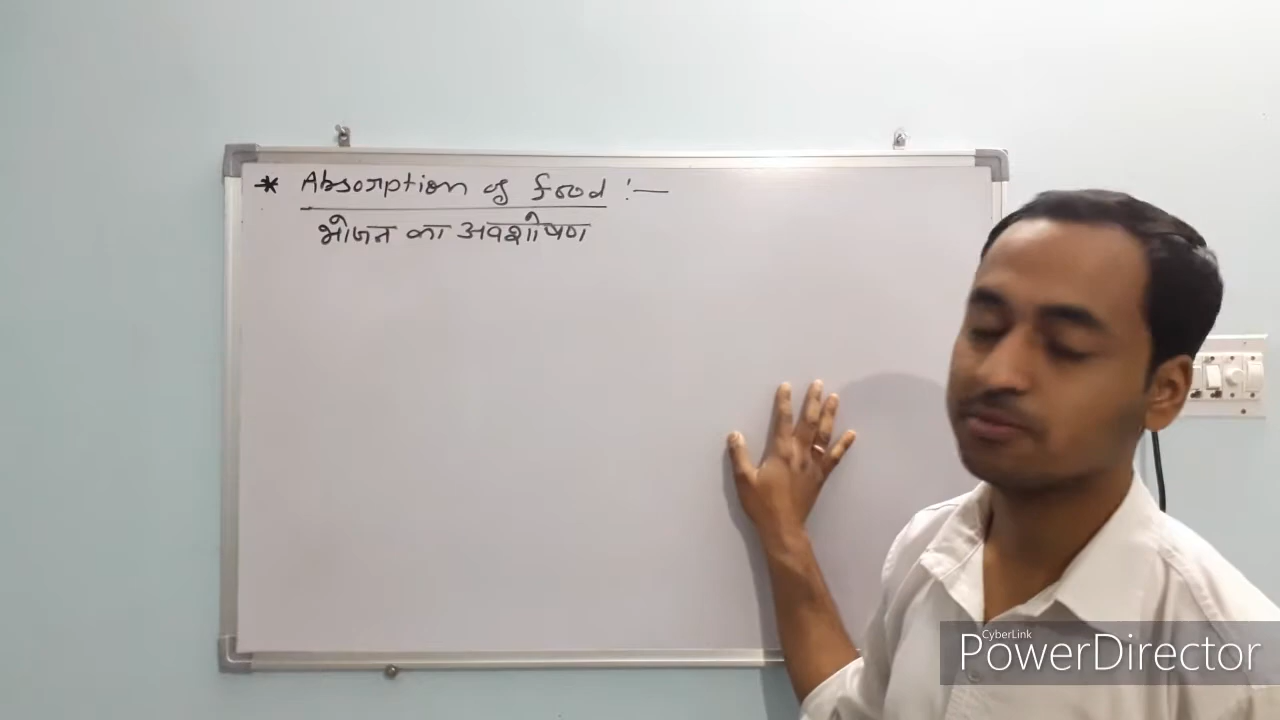 * Absorption of food :—
भोजन का अवशोषण
CyberLink
PowerDirector